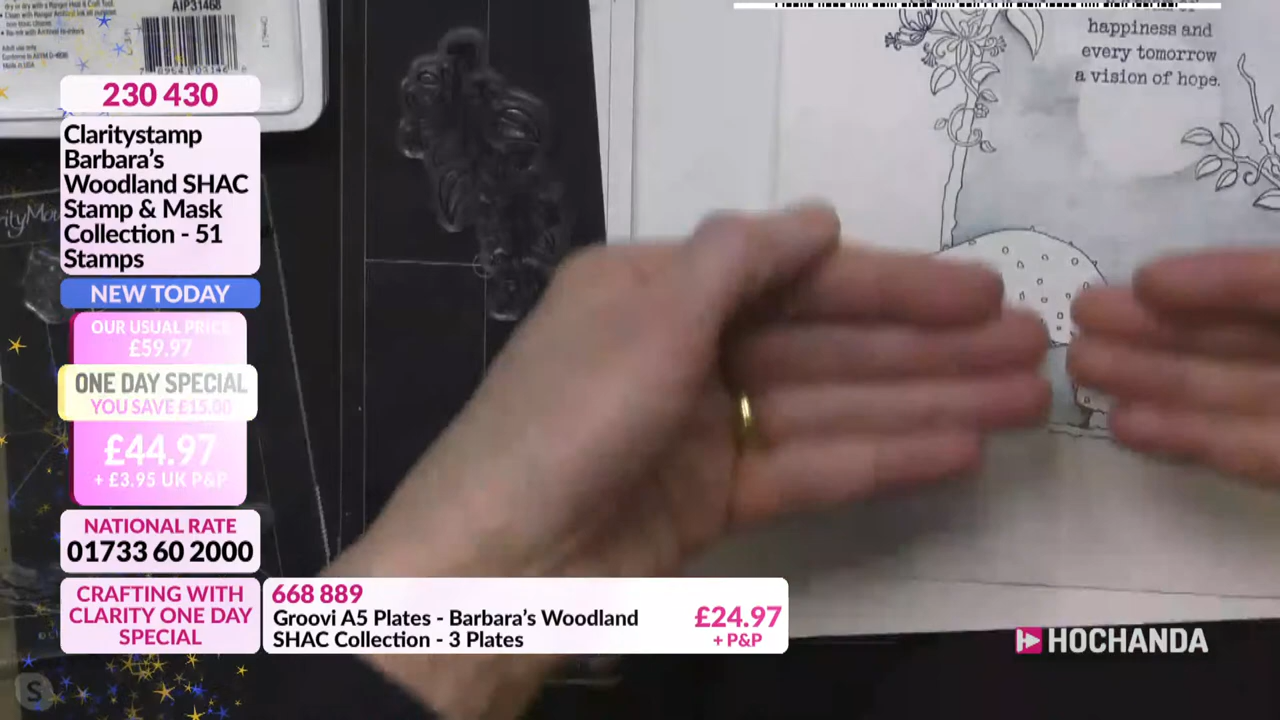 AIP31468
Made in USA
happiness and
every tomorrow
a vision of hope.
230 430
Claritystamp
Barbara's
Woodland SHAC
Stamp & Mask
Collection - 51
Stamps
NEW TODAY
OUR USUAL PRICE
£59.97
ONE DAY SPECIAL
YOU SAVE £15.00
£44.97
+ £3.95 UK P&P
NATIONAL RATE
01733 60 2000
CRAFTING WITH
CLARITY ONE DAY
SPECIAL
668 889
Groovi A5 Plates - Barbara's Woodland
SHAC Collection - 3 Plates
£24.97
+ P&P
HOCHANDA
S